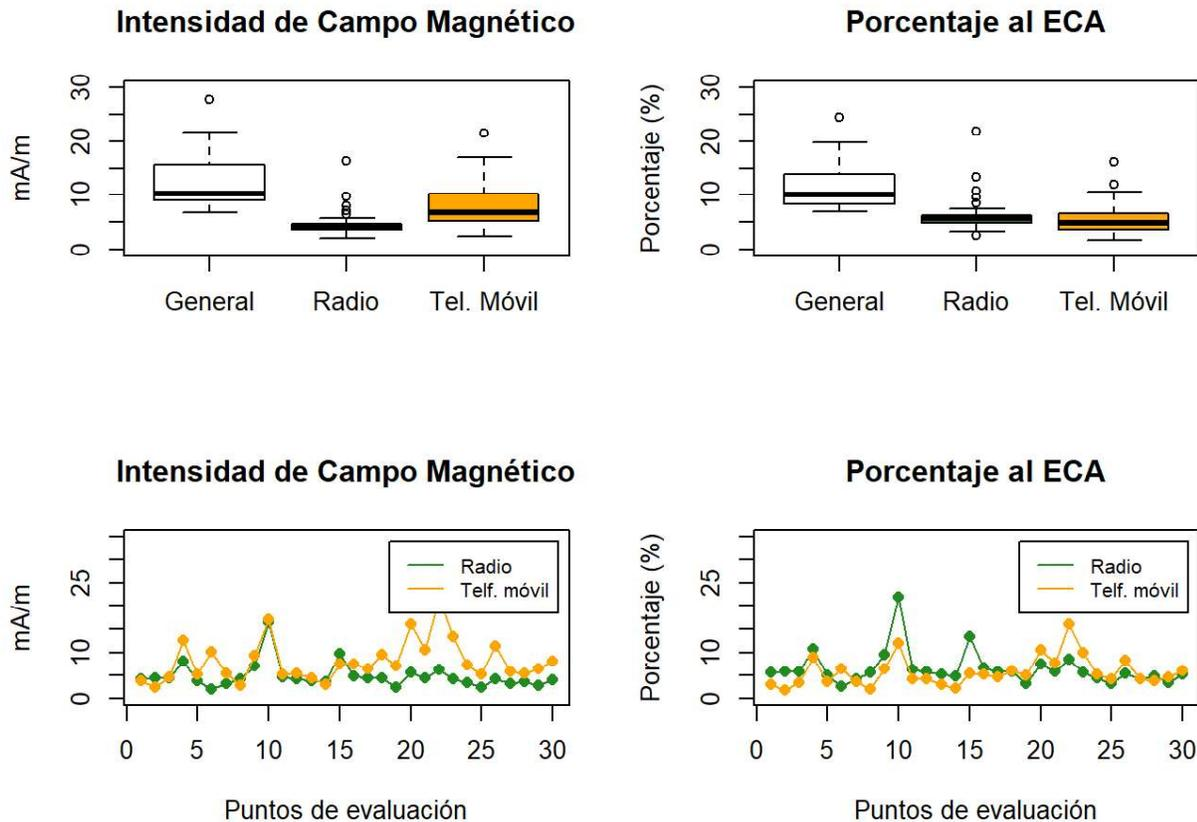 Intensidad de Campo Magnético
mA/m
30
20
10
0
General Radio Tel. Móvil
Porcentaje al ECA
Porcentaje (%)
30
20
10
0
General Radio Tel. Móvil
Intensidad de Campo Magnético
mA/m
25
10
0
Radio
Telf. móvil
0 5 10 15 20 25 30
Puntos de evaluación
Porcentaje al ECA
Porcentaje (%)
25
10
0
Radio
Telf. móvil
0 5 10 15 20 25 30
Puntos de evaluación